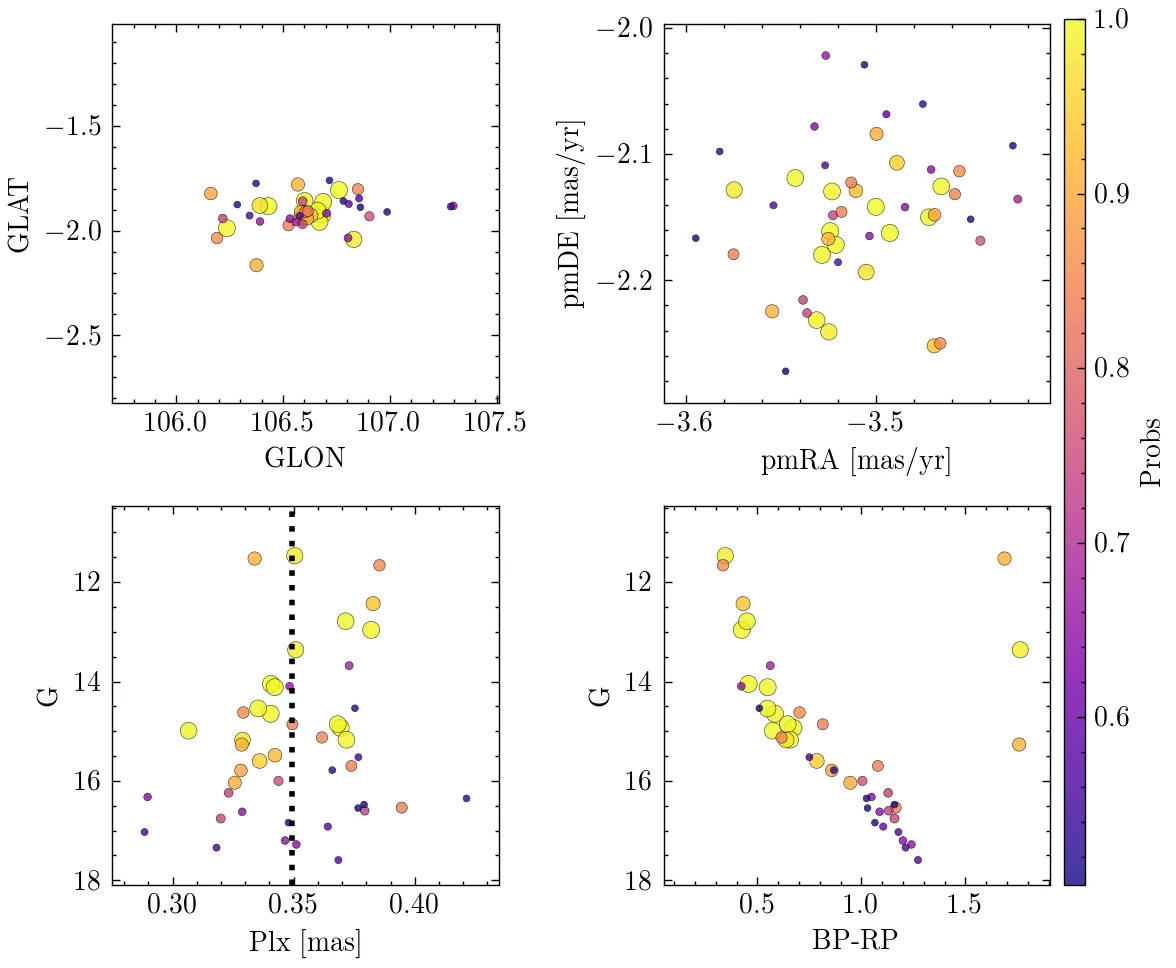 −1.5
−2.0
−2.5
GLAT
106.0 106.5 107.0 107.5
GLON
−2.0
−2.1
−2.2
pmDE [mas/yr]
−3.6 −3.5
pmRA [mas/yr]
1.0
0.9
0.8
0.7
0.6
Probs
12
14
16
18
G
0.30 0.35 0.40
Plx [mas]
12
14
16
18
G
0.5 1.0 1.5
BP-RP